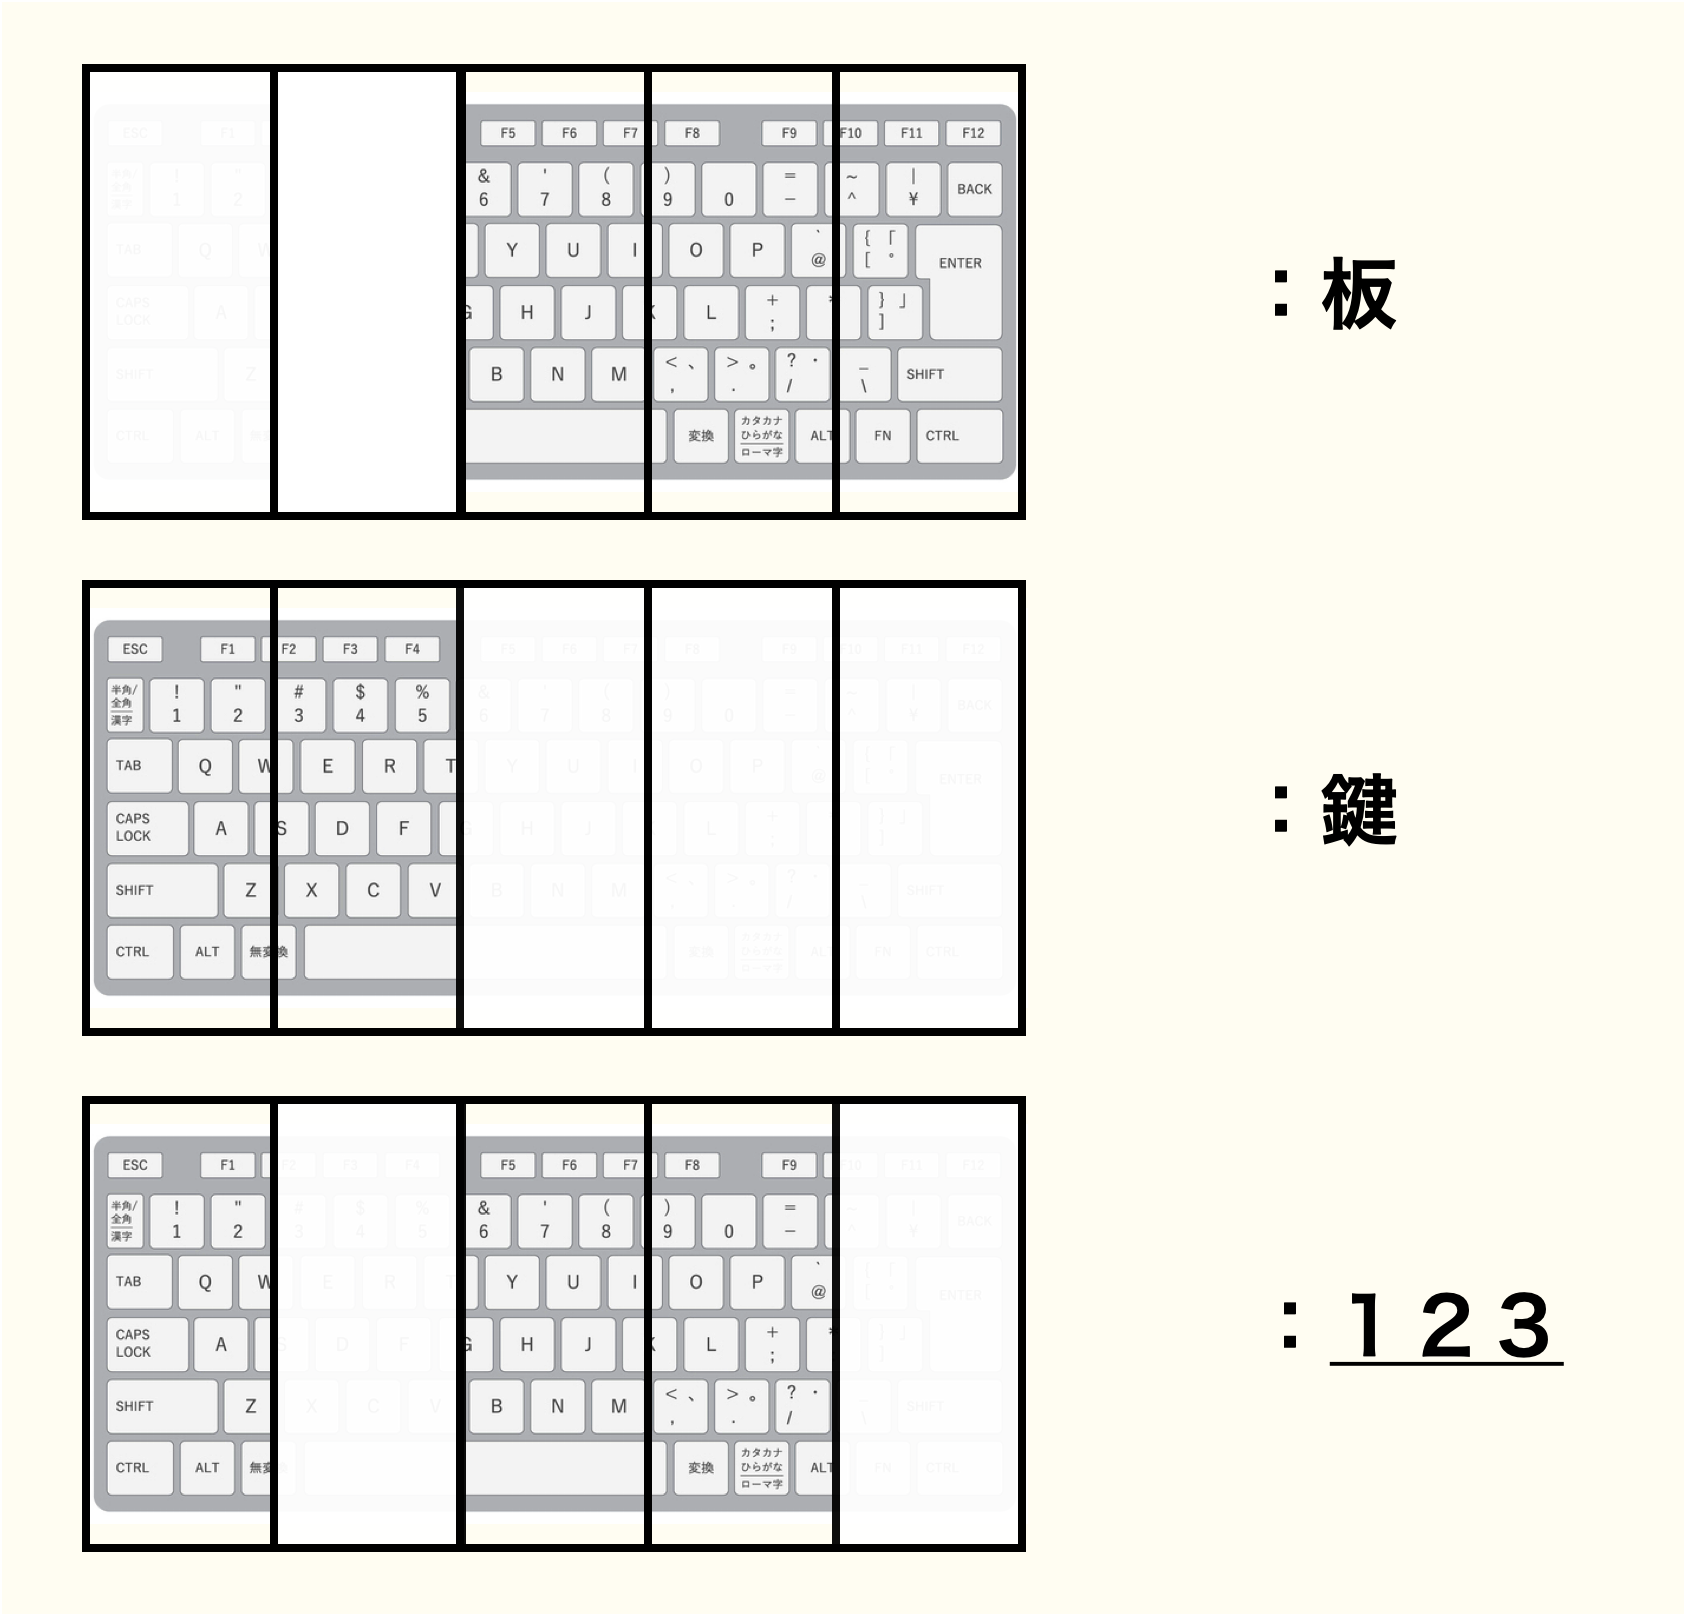 F5 F6 F7 F8 F9 F10 F11 F12
& 6 ' 7 ( 8 ) 9 0 = − ~ ^ | ¥ BACK
Y U I O P ` @ { 「 [ ° ENTER
G H J K L + ; * } 」 ]
B N M < 、 , > 。 . ? ・ / _ \ SHIFT
変換 カタカナ ひらがな ローマ字 ALT FN CTRL
：板
ESC F1 F2 F3 F4
半角/ 全角 漢字 ! 1 " 2 # 3 $ 4 % 5
TAB Q W E R T
CAPS LOCK A S D F
SHIFT Z X C V
CTRL ALT 無変換
：鍵
ESC F1 F5 F6 F7 F8 F9
半角/ 全角 漢字 ! 1 " 2 & 6 ' 7 ( 8 ) 9 0 = −
TAB Q W Y U I O P ` @
CAPS LOCK A G H J K L + ; *
SHIFT Z B N M < 、 , > 。 . ? ・ /
CTRL ALT 無変 変換 カタカナ ひらがな ローマ字 ALT
：１２３